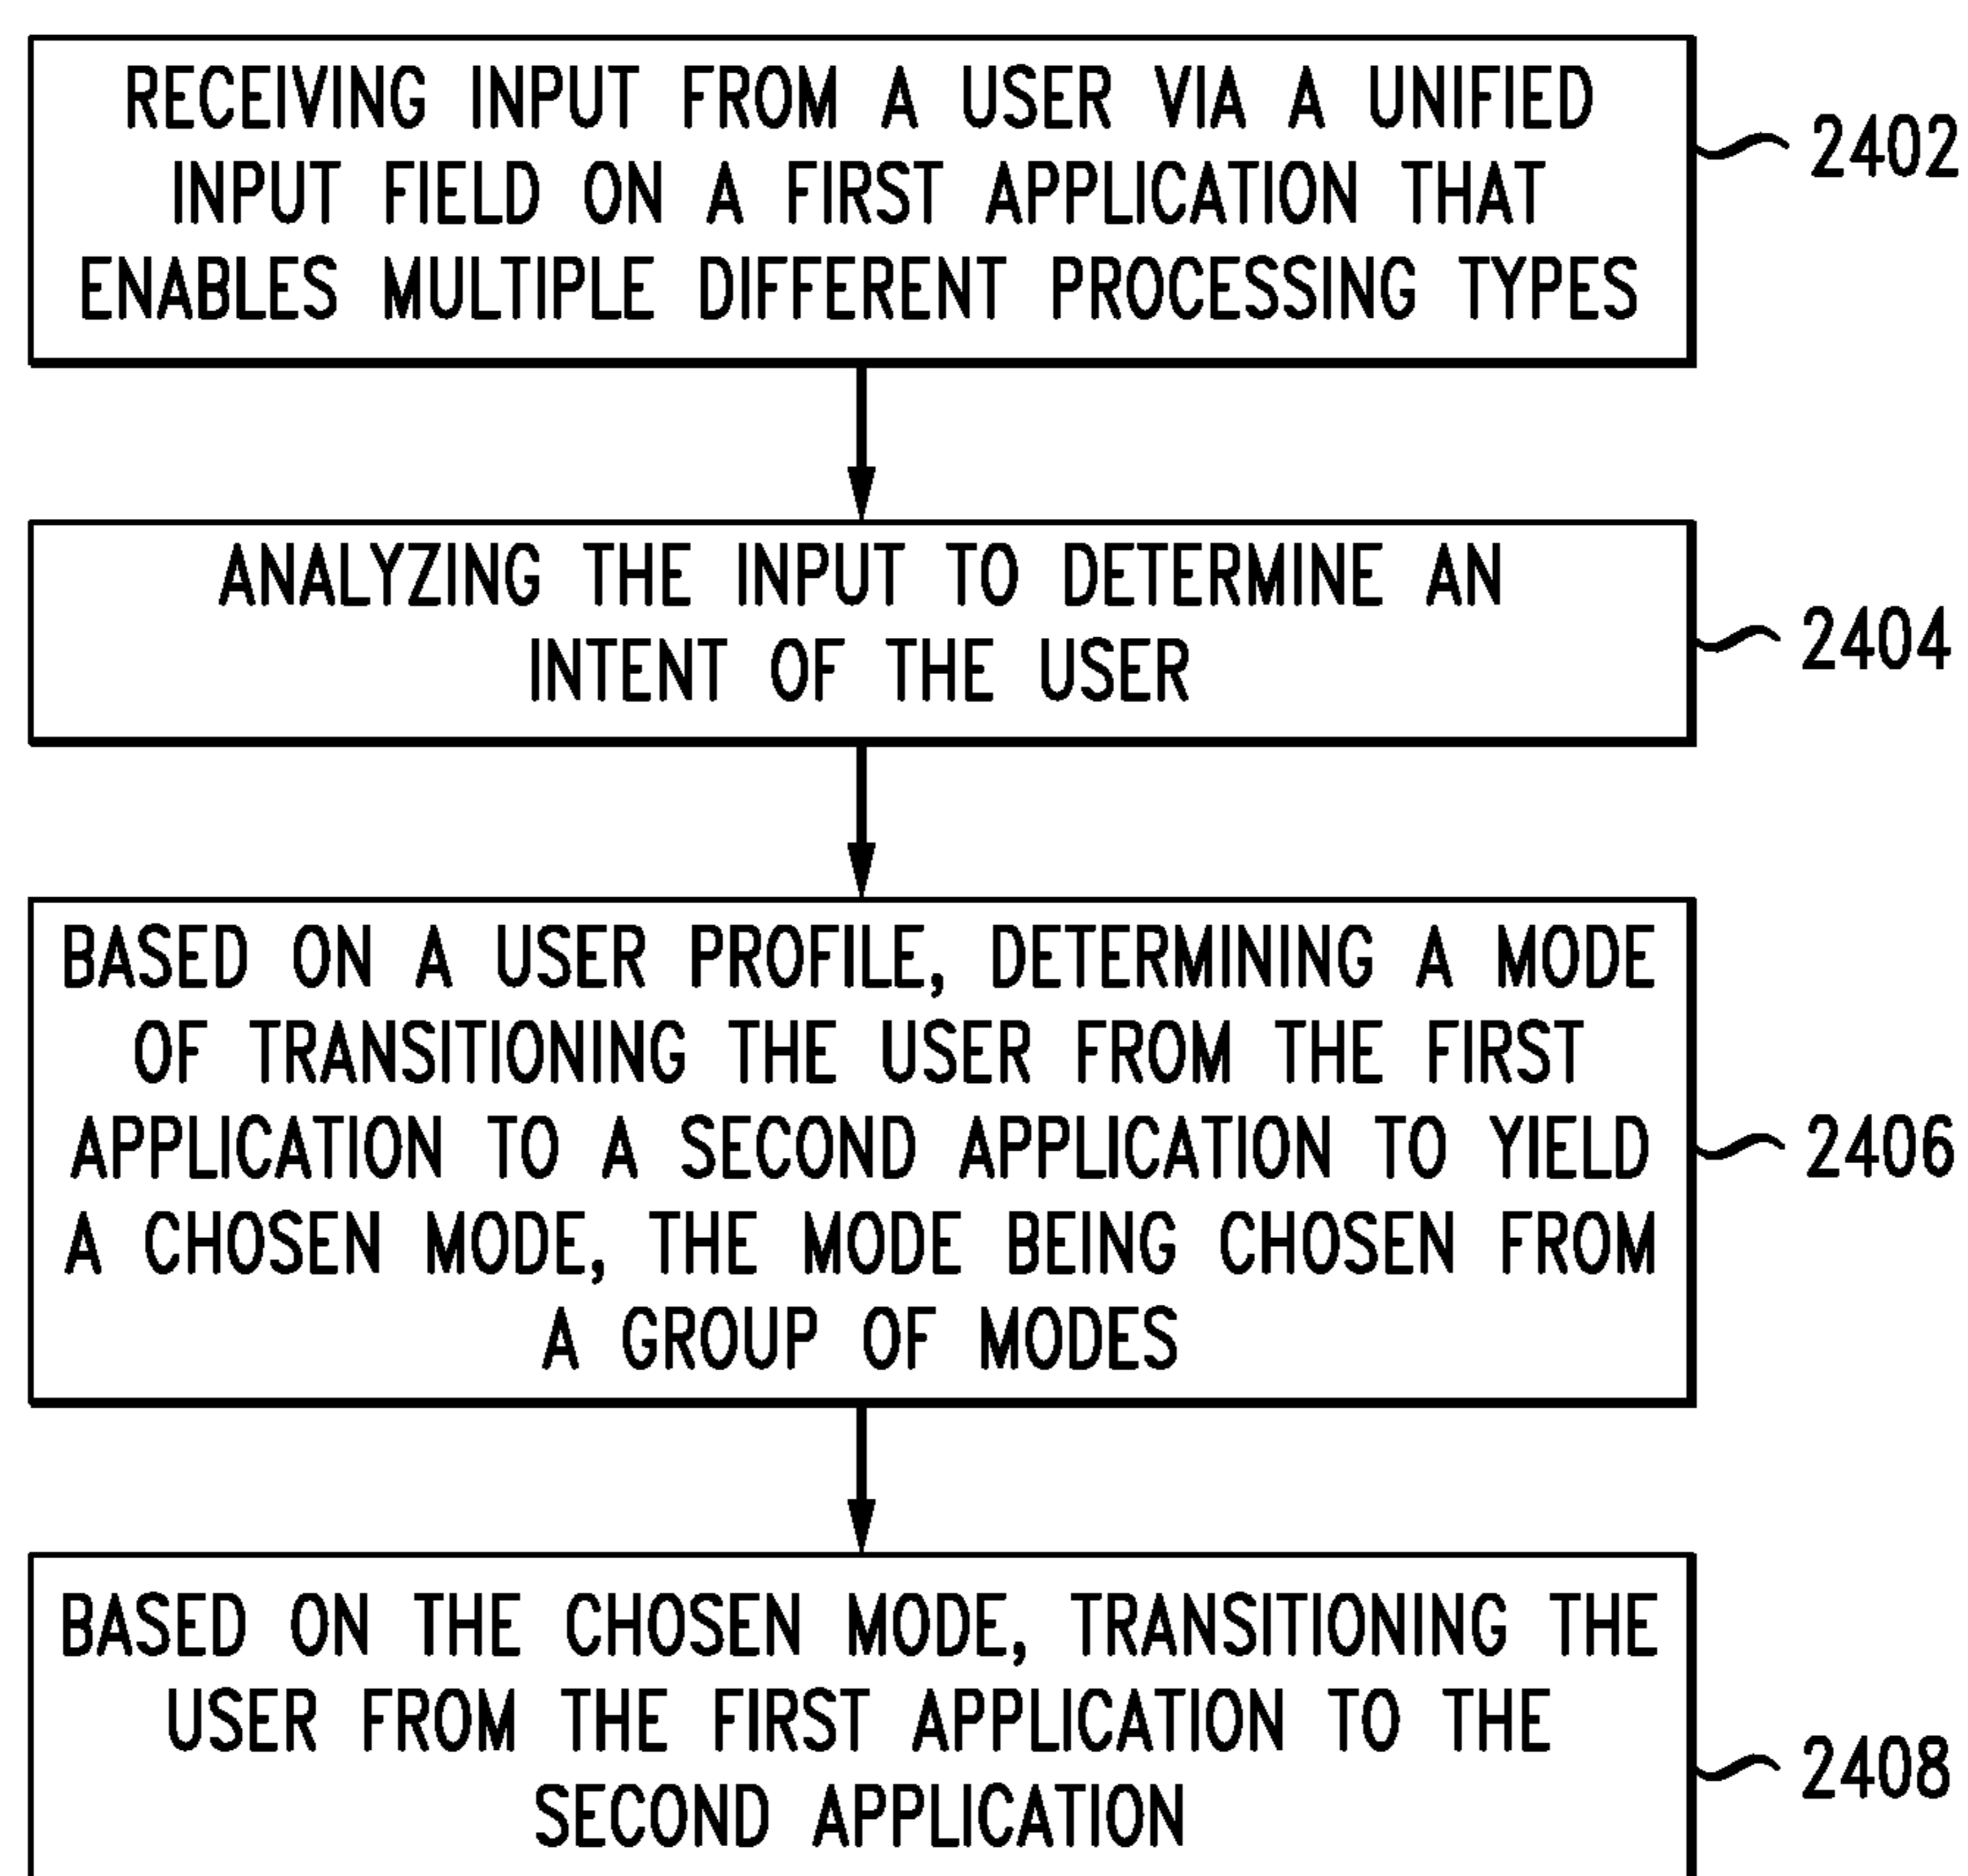 RECEIVING INPUT FROM A USER VIA A UNIFIED
INPUT FIELD ON A FIRST APPLICATION THAT
ENABLES MULTIPLE DIFFERENT PROCESSING TYPES
2402
ANALYZING THE INPUT TO DETERMINE AN
INTENT OF THE USER
2404
BASED ON A USER PROFILE, DETERMINING A MODE
OF TRANSITIONING THE USER FROM THE FIRST
APPLICATION TO A SECOND APPLICATION TO YIELD
A CHOSEN MODE, THE MODE BEING CHOSEN FROM
A GROUP OF MODES
2406
BASED ON THE CHOSEN MODE, TRANSITIONING THE
USER FROM THE FIRST APPLICATION TO THE
SECOND APPLICATION
2408